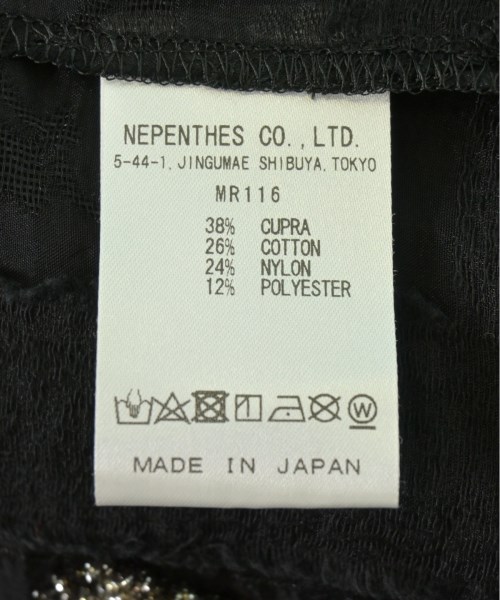 NEPENTHES CO.,LTD.
5-44-1, JINGUMAE SHIBUYA, TOKYO
MR116
38% CUPRA
26% COTTON
24% NYLON
12% POLYESTER
W
MADE IN JAPAN